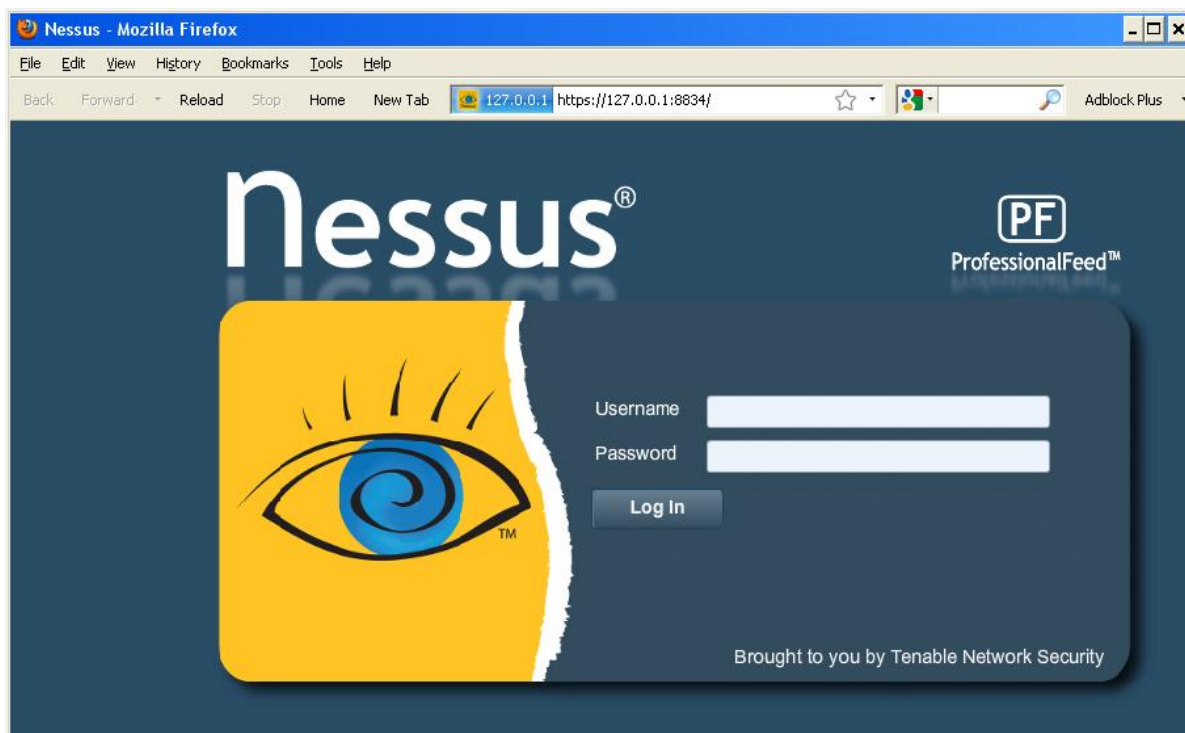 Nessus - Mozilla Firefox
File Edit View History Bookmarks Tools Help
Back Forward Reload Stop Home New Tab 127.0.0.1 https://127.0.0.1:8834/ Adblock Plus
Nessus®
PF
ProfessionalFeed™
Username
Password
Log In
TM
Brought to you by Tenable Network Security